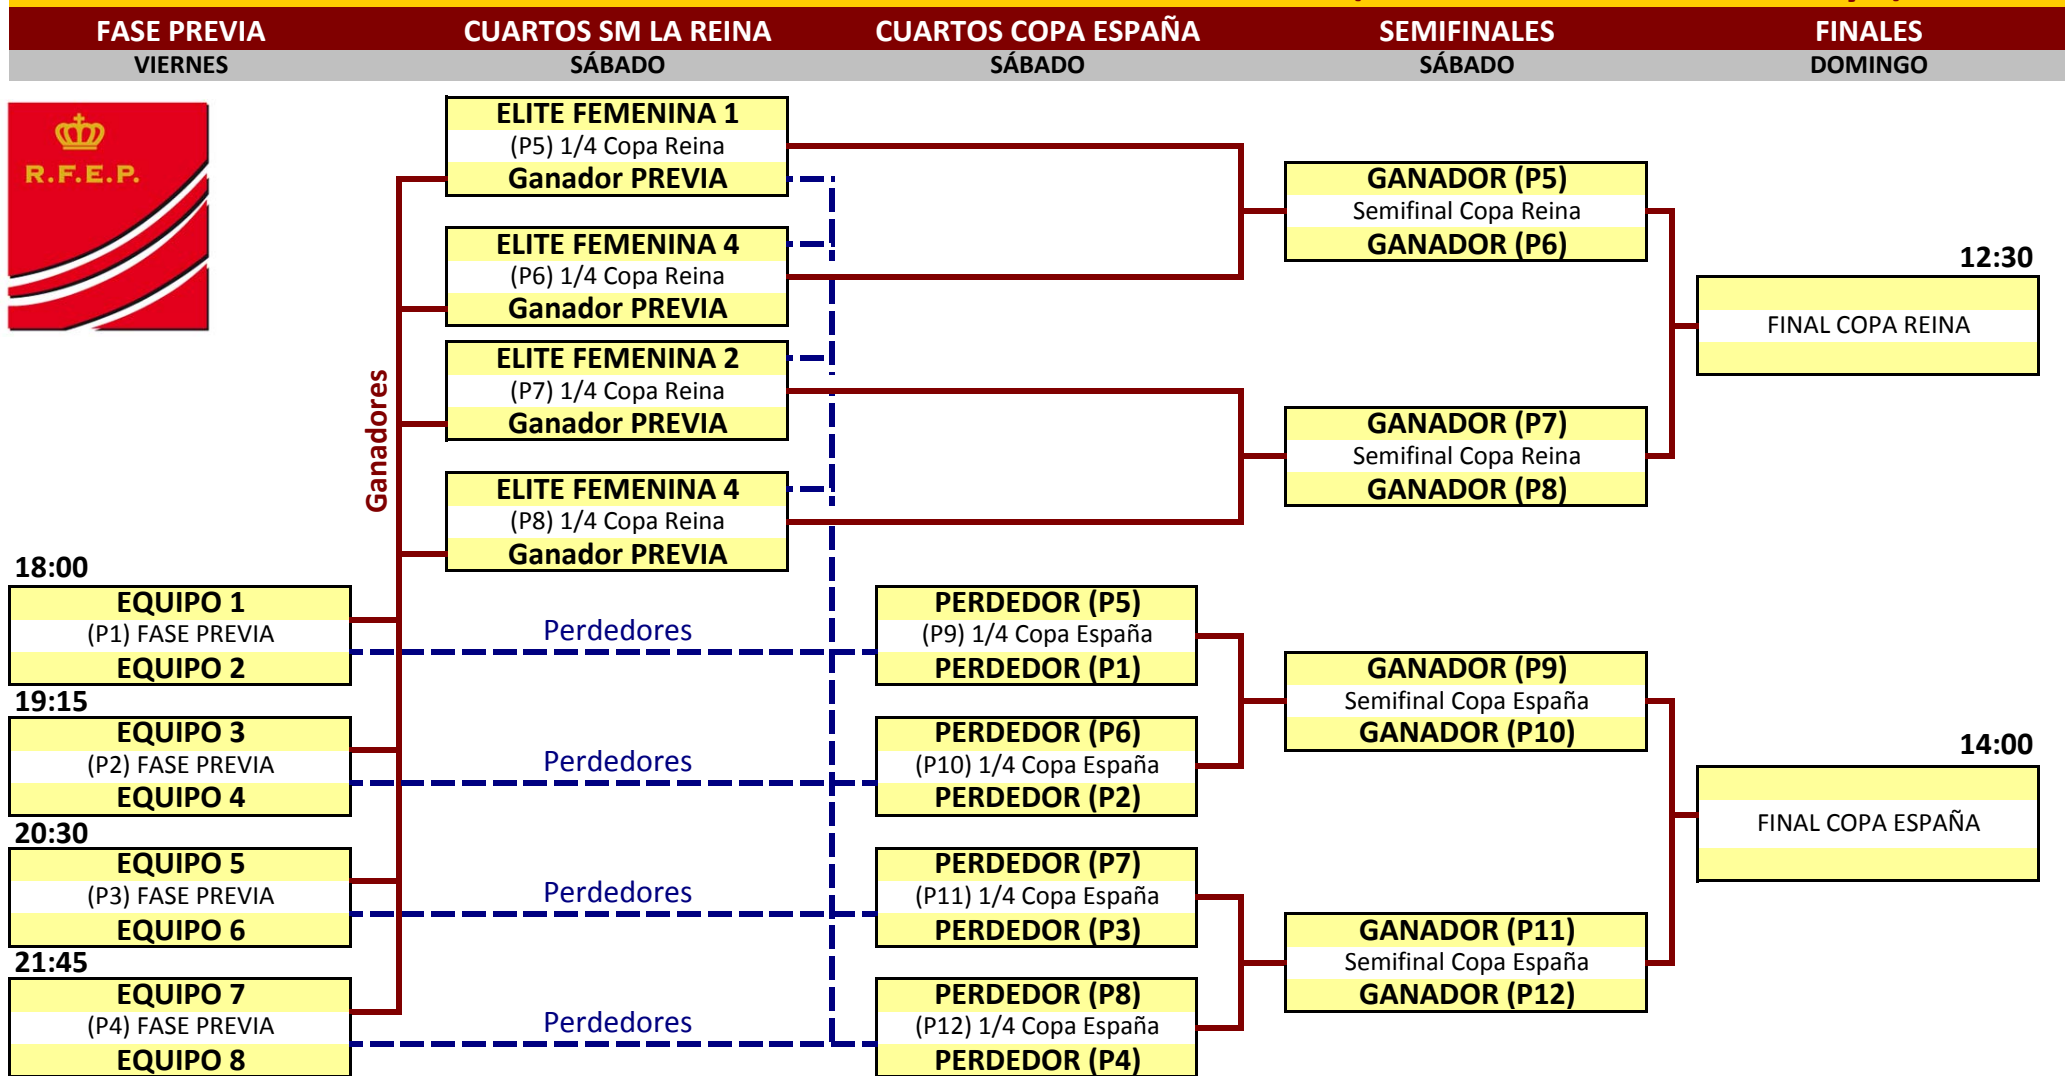 FASE PREVIA
CUARTOS SM LA REINA
CUARTOS COPA ESPAÑA
SEMIFINALES
FINALES
VIERNES
SÁBADO
SÁBADO
SÁBADO
DOMINGO
R.F.E.P.
ELITE FEMENINA 1
(P5) 1/4 Copa Reina
Ganador PREVIA
ELITE FEMENINA 4
(P6) 1/4 Copa Reina
Ganador PREVIA
ELITE FEMENINA 2
(P7) 1/4 Copa Reina
Ganador PREVIA
ELITE FEMENINA 4
(P8) 1/4 Copa Reina
Ganador PREVIA
Ganadores
GANADOR (P5)
Semifinal Copa Reina
GANADOR (P6)
GANADOR (P7)
Semifinal Copa Reina
GANADOR (P8)
12:30
FINAL COPA REINA
18:00
EQUIPO 1
(P1) FASE PREVIA
EQUIPO 2
19:15
EQUIPO 3
(P2) FASE PREVIA
EQUIPO 4
20:30
EQUIPO 5
(P3) FASE PREVIA
EQUIPO 6
21:45
EQUIPO 7
(P4) FASE PREVIA
EQUIPO 8
Perdedores
Perdedores
Perdedores
Perdedores
PERDEDOR (P5)
(P9) 1/4 Copa España
PERDEDOR (P1)
PERDEDOR (P6)
(P10) 1/4 Copa España
PERDEDOR (P2)
PERDEDOR (P7)
(P11) 1/4 Copa España
PERDEDOR (P3)
PERDEDOR (P8)
(P12) 1/4 Copa España
PERDEDOR (P4)
GANADOR (P9)
Semifinal Copa España
GANADOR (P10)
GANADOR (P11)
Semifinal Copa España
GANADOR (P12)
14:00
FINAL COPA ESPAÑA